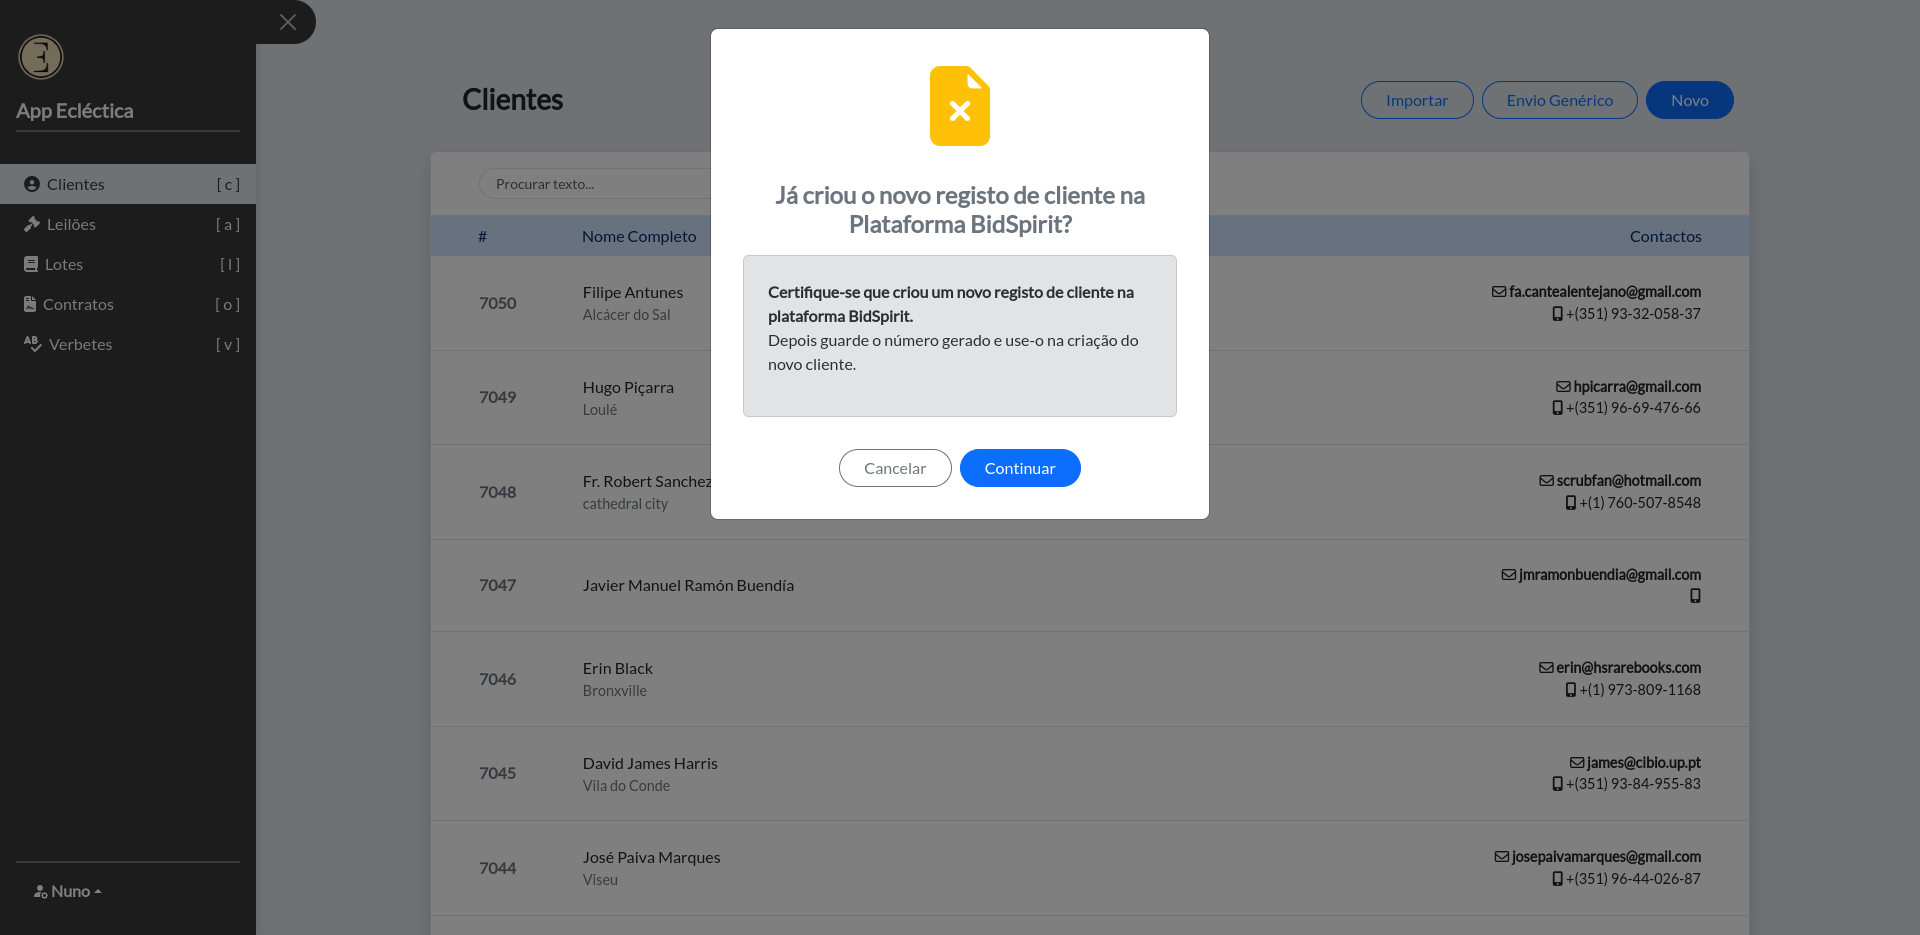 App Ecléctica
Clientes [ c ]
Leilões [ a ]
Lotes [ l ]
Contratos [ o ]
Verbetes [ v ]
Nuno
Clientes
Importar
Envio Genérico
Novo
Procurar texto...
# Nome Completo Contactos
7050 Filipe Antunes fa.cantealentejano@gmail.com
Alcácer do Sal +(351) 93-32-058-37
7049 Hugo Piçarra hpicarra@gmail.com
Loulé +(351) 96-69-476-66
7048 Fr. Robert Sanchez scrubfan@hotmail.com
cathedral city +(1) 760-507-8548
7047 Javier Manuel Ramón Buendía jmramonbuendia@gmail.com
7046 Erin Black erin@hsrarebooks.com
Bronxville +(1) 973-809-1168
7045 David James Harris james@cibio.up.pt
Vila do Conde +(351) 93-84-955-83
7044 José Paiva Marques josepaivamarques@gmail.com
Viseu +(351) 96-44-026-87
Já criou o novo registo de cliente na
Plataforma BidSpirit?
Certifique-se que criou um novo registo de cliente na
plataforma BidSpirit.
Depois guarde o número gerado e use-o na criação do
novo cliente.
Cancelar
Continuar